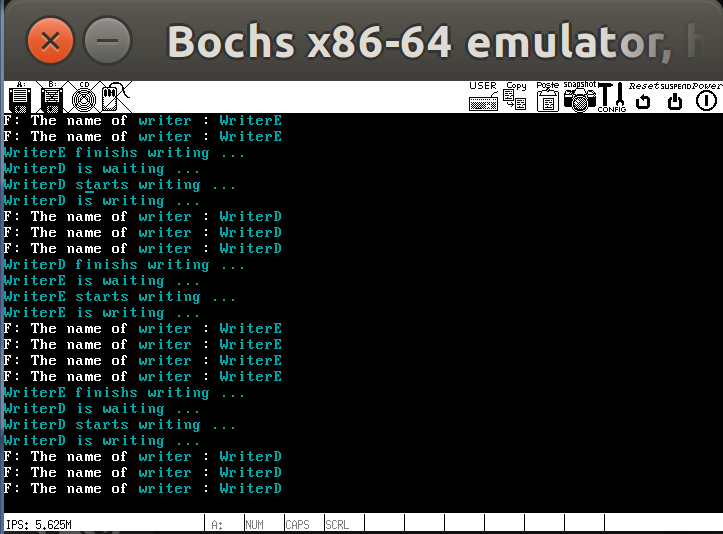 Bochs x86-64 emulator, h
A: B: CD USER Copy Paste snapshot CONFIG Reset SUSPEND Power
F: The name of writer : WriterE
F: The name of writer : WriterE
WriterE finishs writing ...
WriterD is waiting ...
WriterD starts writing ...
WriterD is writing ...
F: The name of writer : WriterD
F: The name of writer : WriterD
F: The name of writer : WriterD
WriterD finishs writing ...
WriterE is waiting ...
WriterE starts writing ...
WriterE is writing ...
F: The name of writer : WriterE
F: The name of writer : WriterE
F: The name of writer : WriterE
F: The name of writer : WriterE
WriterE finishs writing ...
WriterD is waiting ...
WriterD starts writing ...
WriterD is writing ...
F: The name of writer : WriterD
F: The name of writer : WriterD
F: The name of writer : WriterD
IPS: 5.625M A: NUM CAPS SCRL